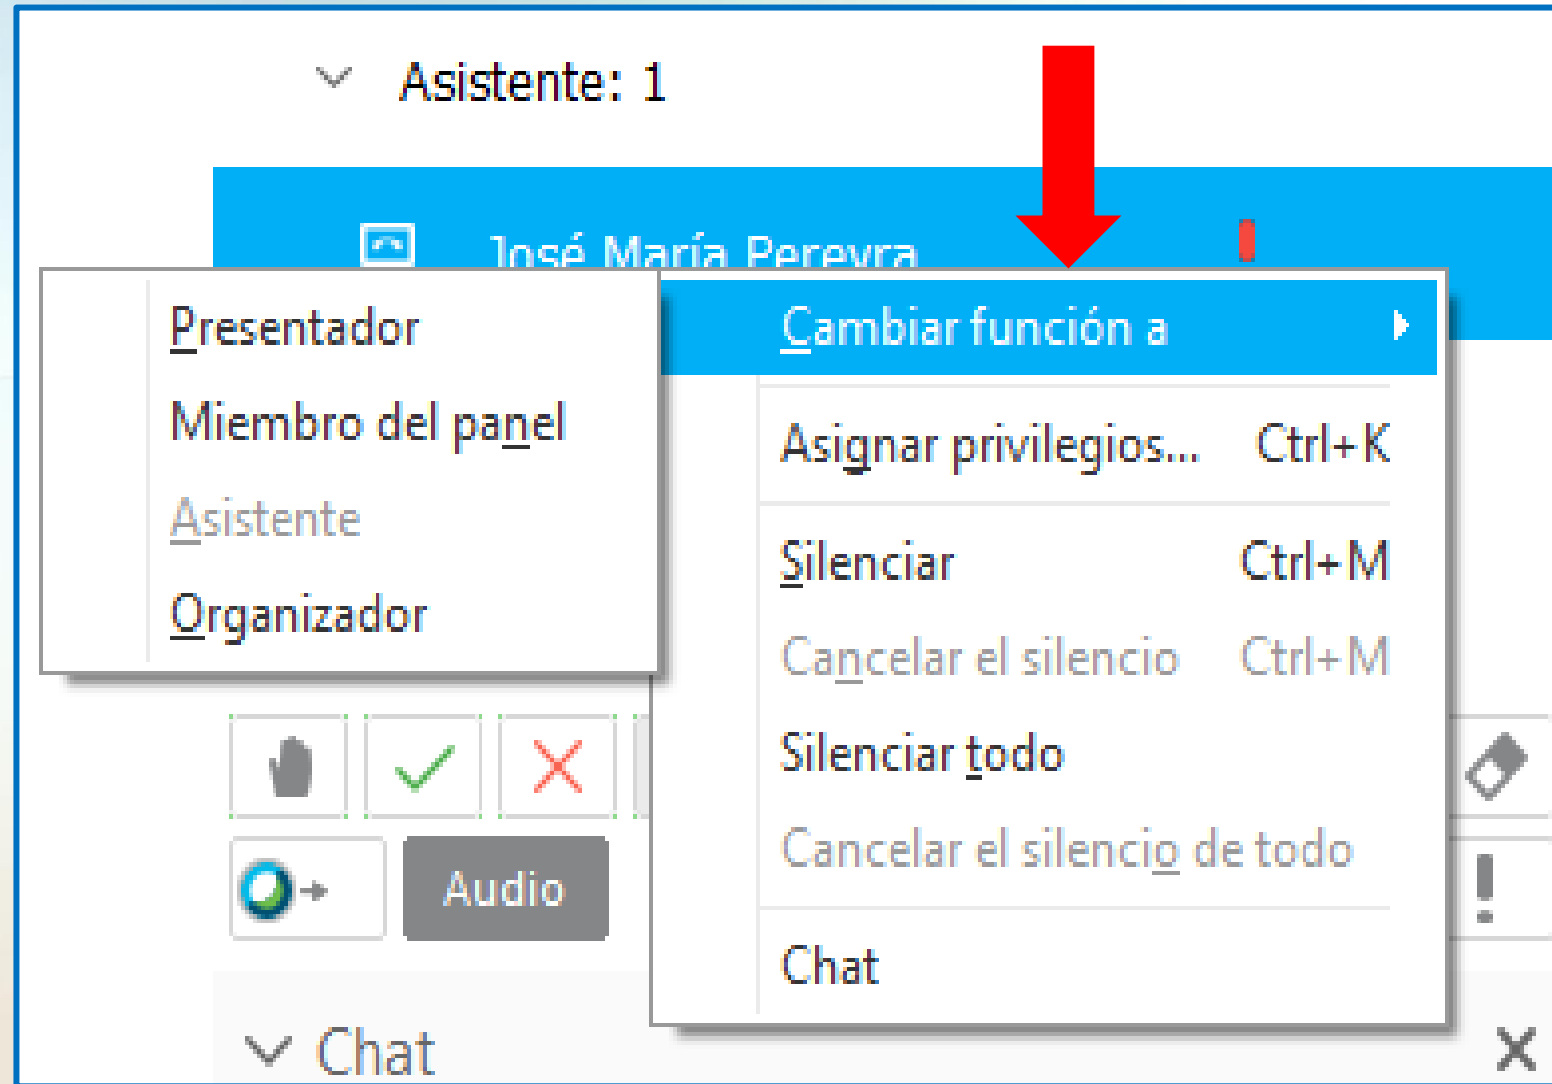 Asistente: 1
José María Pereyra
Presentador
Miembro del panel
Asistente
Organizador
Cambiar función a
Asignar privilegios... Ctrl+K
Silenciar Ctrl+M
Cancelar el silencio Ctrl+M
Silenciar todo
Cancelar el silencio de todo
Chat
Audio
Chat